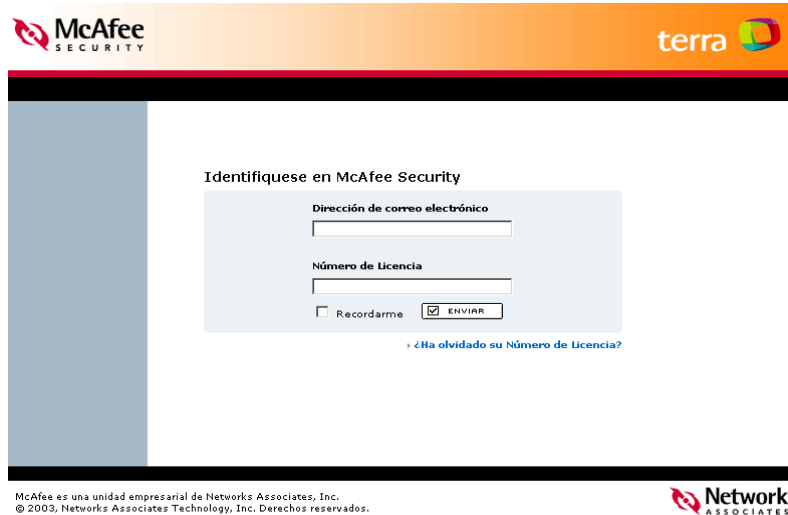 McAfee
SECURITY
terra
Identifiquese en McAfee Security
Dirección de correo electrónico
Número de Licencia
Recordarme
ENVIAR
¿Ha olvidado su Número de Licencia?
McAfee es una unidad empresarial de Networks Associates, Inc.
© 2003, Networks Associates Technology, Inc. Derechos reservados.
Network
ASSOCIATES